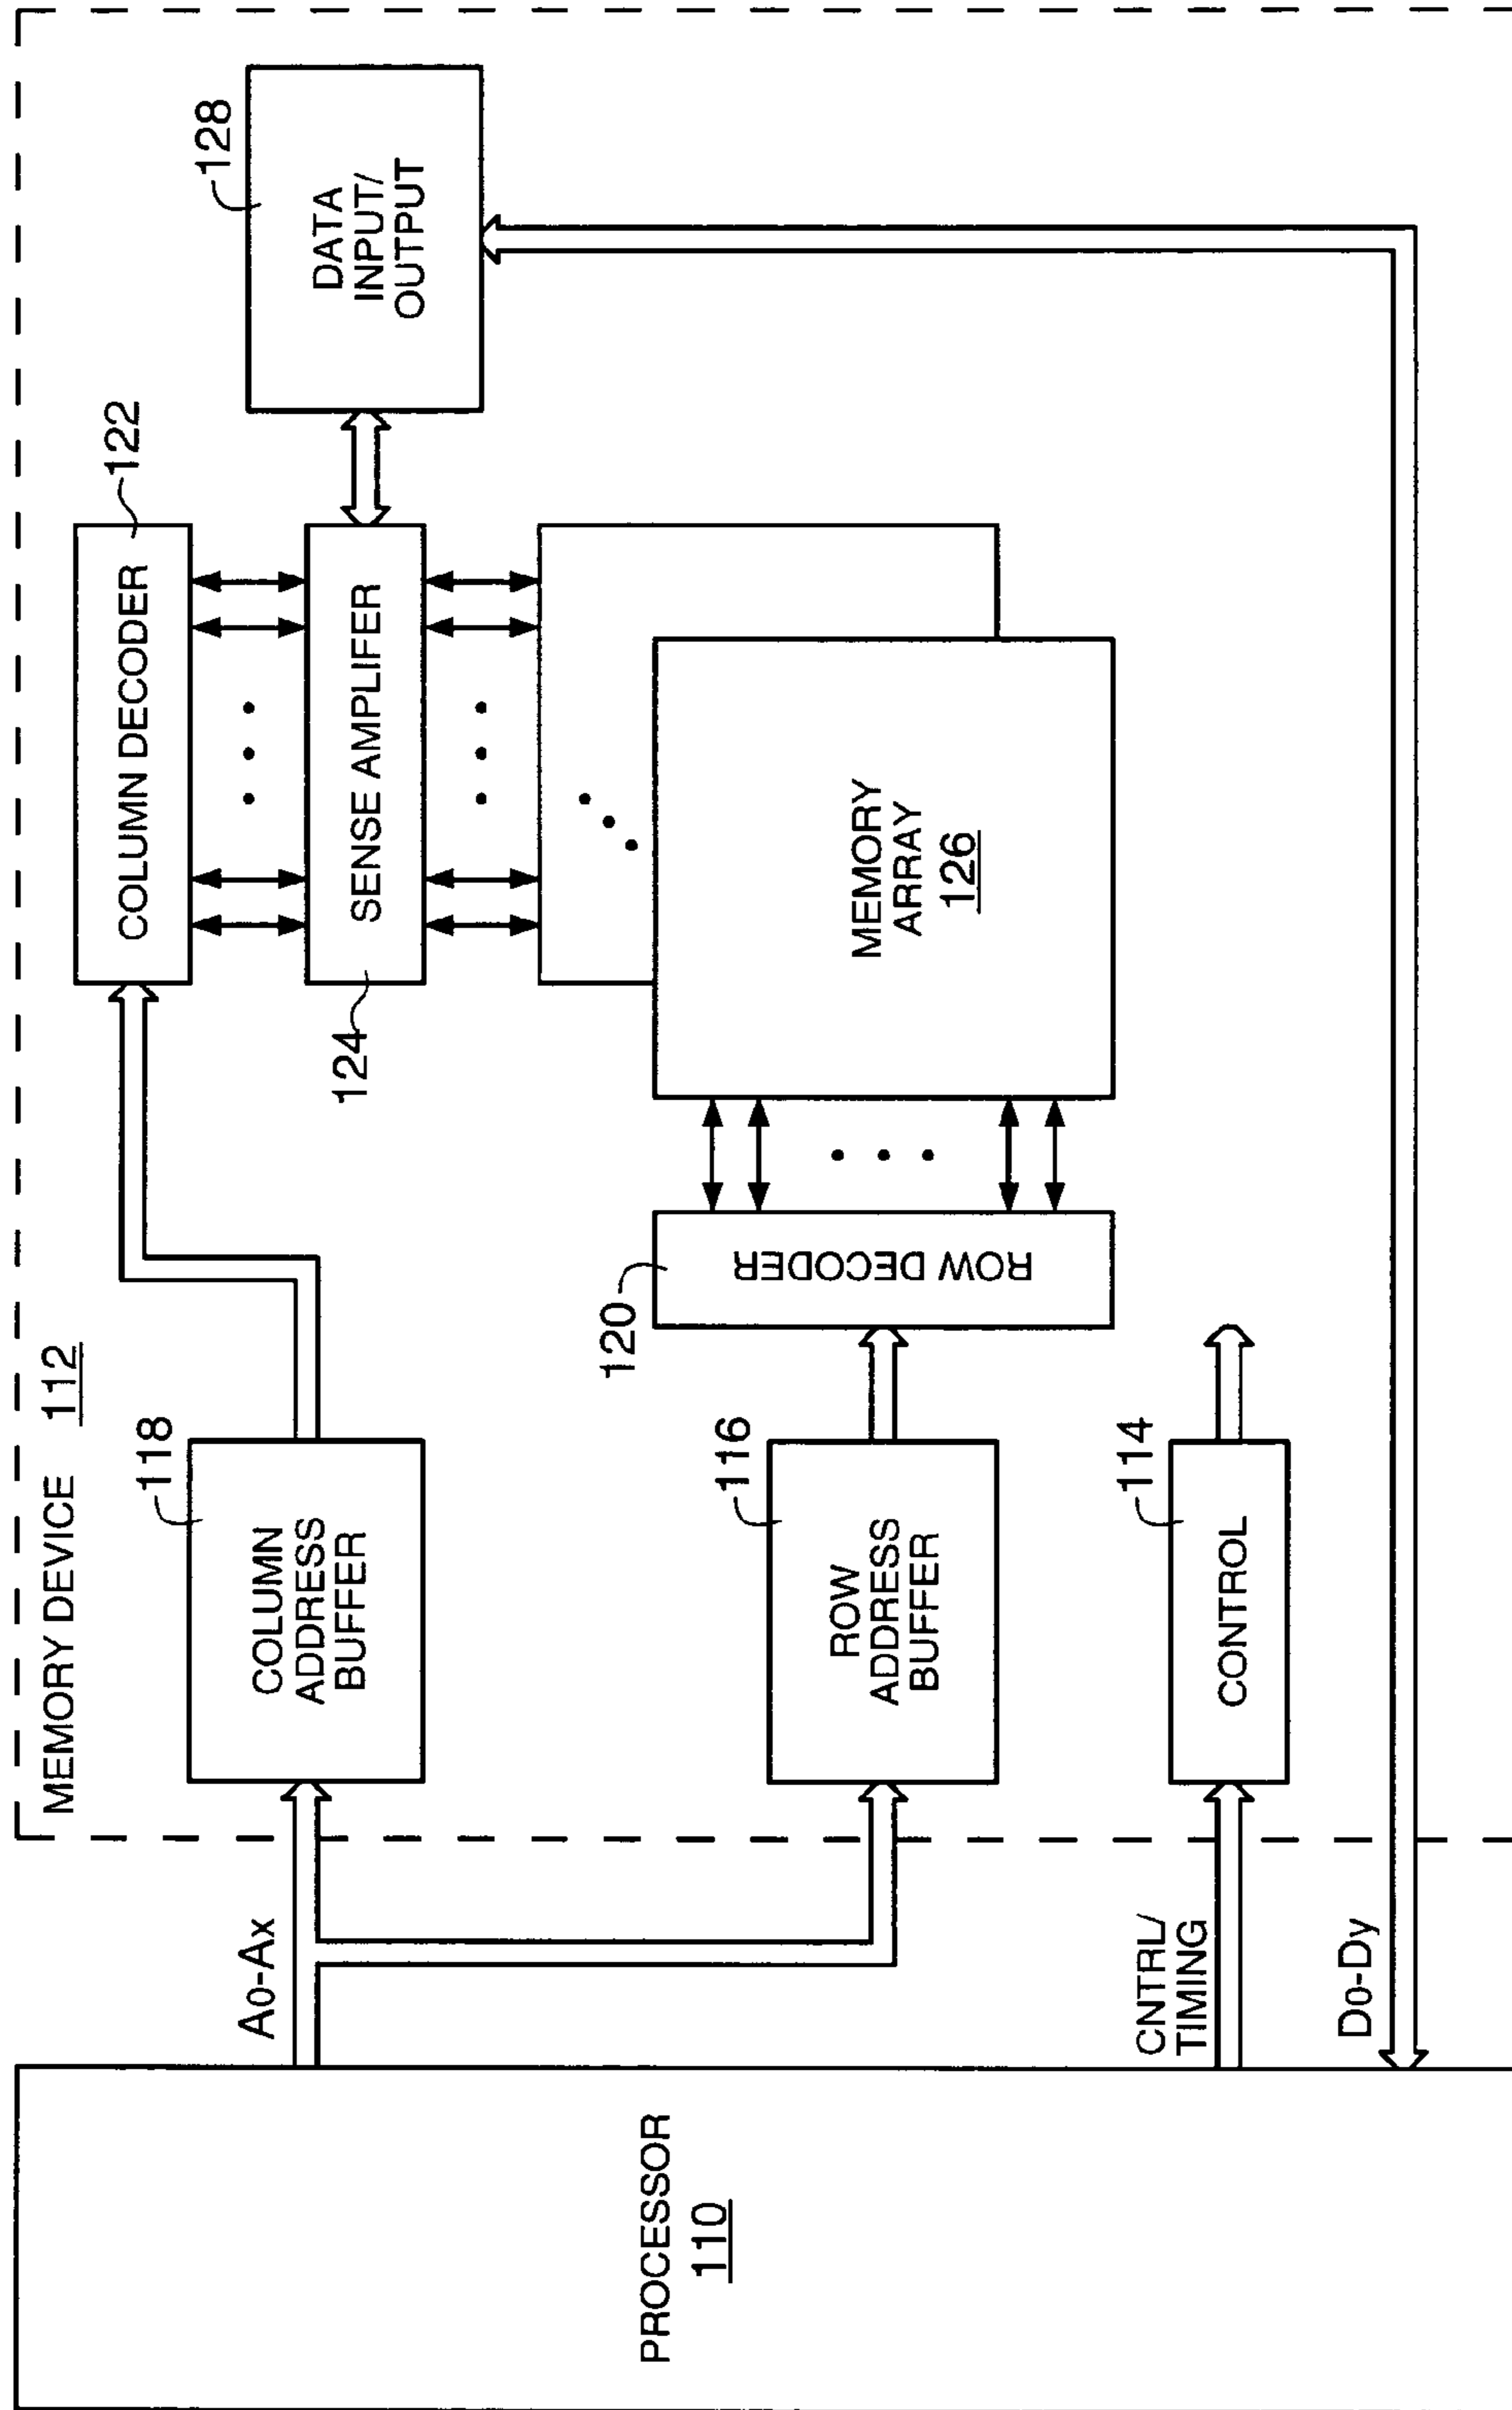 MEMORY DEVICE 112
PROCESSOR
110
A0-Ax
CNTRL/
TIMING
D0-Dy
118
COLUMN
ADDRESS
BUFFER
116
ROW
ADDRESS
BUFFER
114
CONTROL
120
ROW DECODER
COLUMN DECODER
122
SENSE AMPLIFER
124
MEMORY
ARRAY
126
128
DATA
INPUT/
OUTPUT